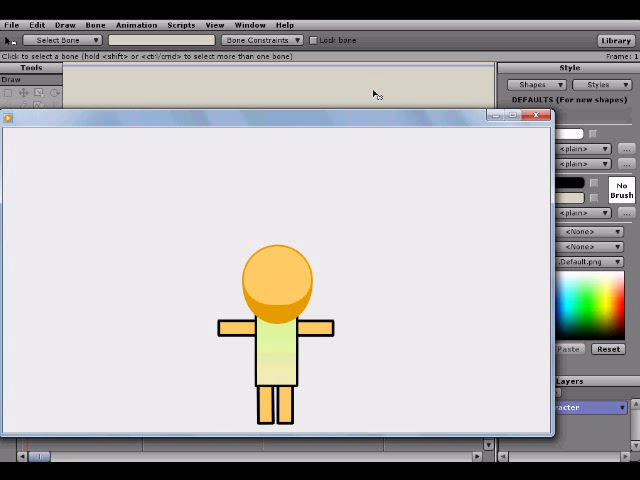 File Edit Draw Bone Animation Scripts View Window Help
Select Bone Bone Constraints Lock bone Library
Click to select a bone (hold <shift> or <ctrl/cmd> to select more than one bone) Frame: 1
Tools Style
Draw
Shapes Styles
DEFAULTS (For new shapes)
<plain> ...
<plain> ...
No
Brush
<plain> ...
<None>
<None>
.Default.png
Paste Reset
Layers
racter